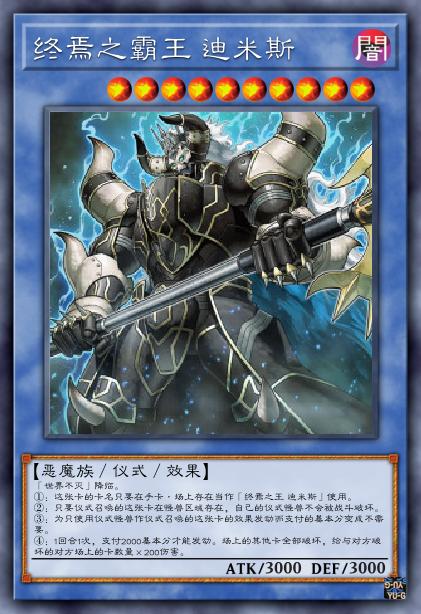 终焉之霸王 迪米斯
闇
【恶魔族／仪式／效果】
「世界不灭」降临。
①：这张卡的卡名只要在手卡·场上存在当作「终焉之王 迪米斯」使用。
②：只要仪式召唤的这张卡在怪兽区域存在，自己的仪式怪兽不会被战斗破坏。
③：为只使用仪式怪兽作仪式召唤的这张卡的效果发动而支付的基本分变成不需
要。
④：1回合1次，支付2000基本分才能发动。场上的其他卡全部破坏，给与对方破
坏的对方场上的卡数量×200伤害。
ATK/3000 DEF/3000